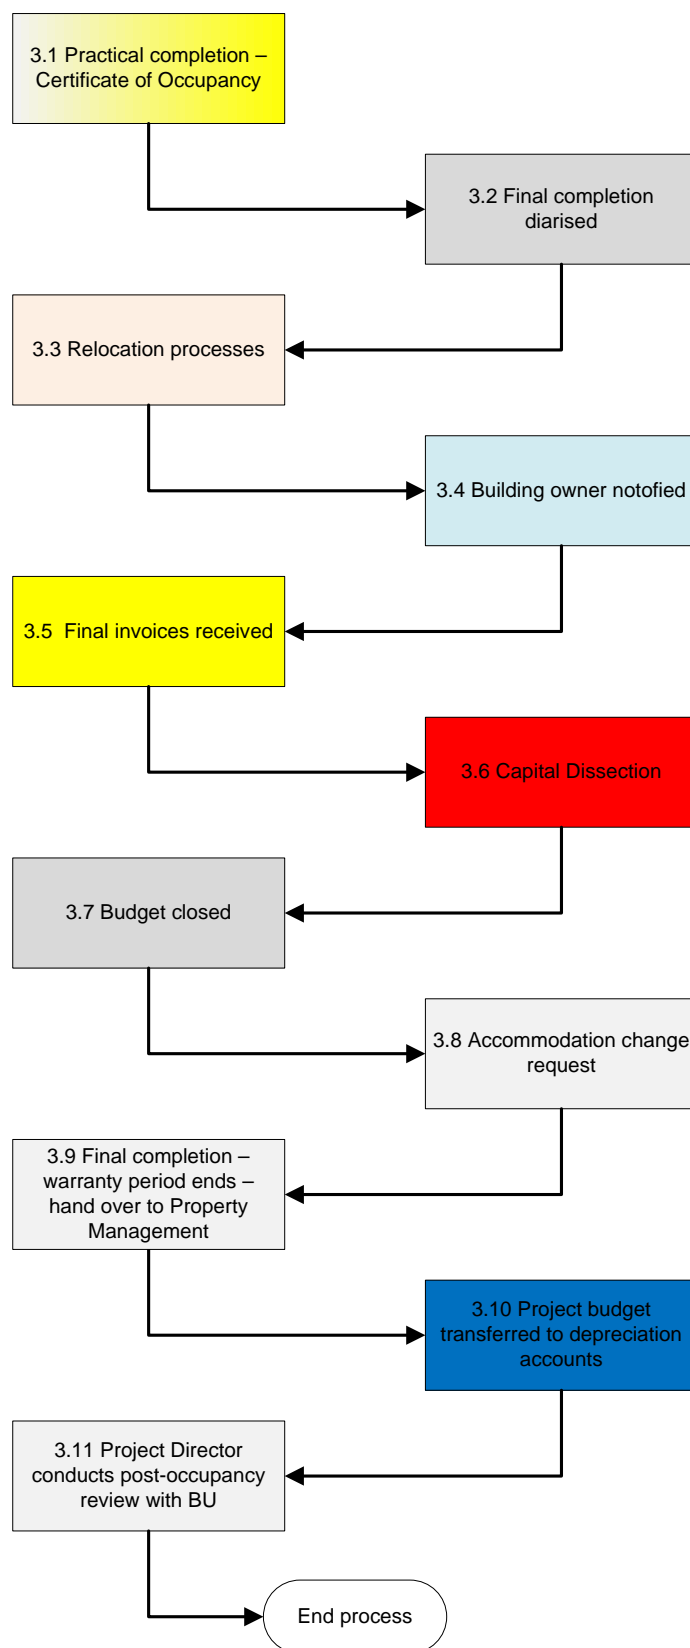 3.1 Practical completion –
Certificate of Occupancy
3.2 Final completion
diarised
3.3 Relocation processes
3.4 Building owner notofied
3.5  Final invoices received
3.6 Capital Dissection
3.7 Budget closed
3.8 Accommodation change
request
3.9 Final completion –
warranty period ends –
hand over to Property
Management
3.10 Project budget
transferred to depreciation
accounts
3.11 Project Director
conducts post-occupancy
review with BU
End process